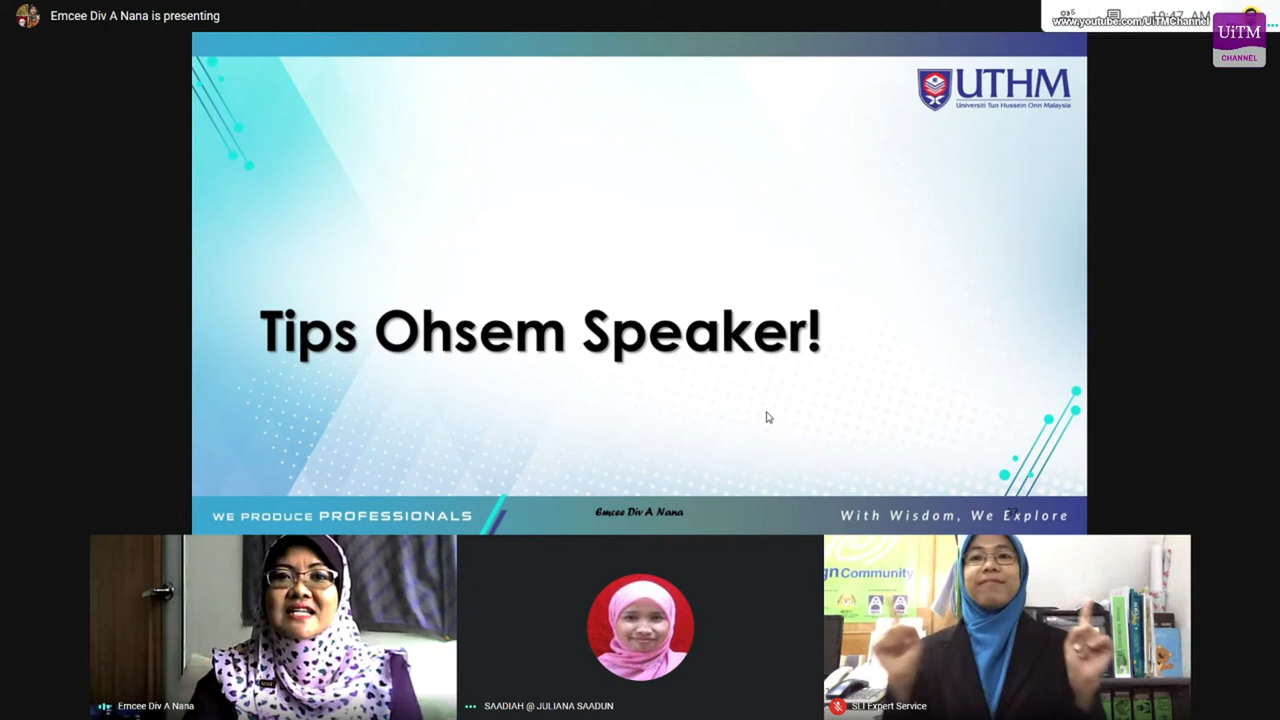 Emcee Div A Nana is presenting
www.youtube.com/UiTMChannel
UiTM
CHANNEL
UTHM
Universiti Tun Hussein Onn Malaysia
Tips Ohsem Speaker!
WE PRODUCE PROFESSIONALS
Emcee Div A Nana
With Wisdom, We Explore
gn Community
Emcee Div A Nana
SAADIAH @ JULIANA SAADUN
SLI Expert Service